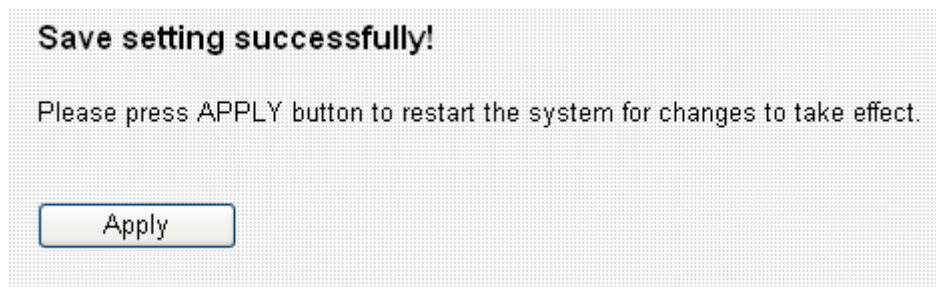 Save setting successfully!
Please press APPLY button to restart the system for changes to take effect.
Apply